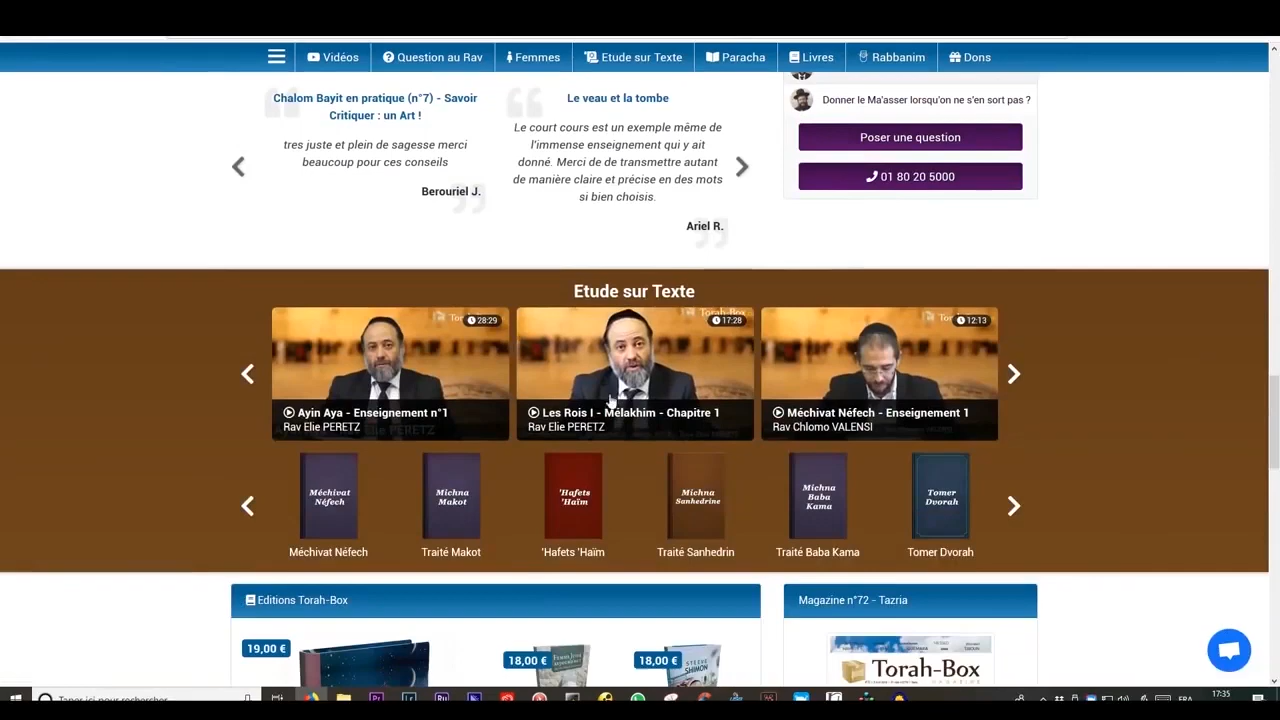 Vidéos
Question au Rav
Femmes
Etude sur Texte
Paracha
Livres
Rabbanim
Dons
Chalom Bayit en pratique (n°7) - Savoir
Critiquer : un Art !
tres juste et plein de sagesse merci
beaucoup pour ces conseils
Berouriel J.
Le veau et la tombe
Le court cours est un exemple même de
l'immense enseignement qui y ait
donné. Merci de de transmettre autant
de manière claire et précise en des mots
si bien choisis.
Ariel R.
Donner le Ma'asser lorsqu'on ne s'en sort pas ?
Poser une question
01 80 20 5000
Etude sur Texte
28:29
Ayin Aya - Enseignement n°1
Rav Elie PERETZ
Torah-Box
17:28
Les Rois I - Mélakhim - Chapitre 1
Rav Elie PERETZ
12:13
Méchivat Néfech - Enseignement 1
Rav Chlomo VALENSI
Méchivat
Néfech
Michna
Makot
'Hafets
'Haïm
Michna
Sanhedrine
Michna
Baba
Kama
Tomer
Dvorah
Méchivat Néfech
Traité Makot
'Hafets 'Haïm
Traité Sanhedrin
Traité Baba Kama
Tomer Dvorah
Editions Torah-Box
19,00 €
18,00 €
18,00 €
SHIMON
Magazine n°72 - Tazria
Torah-Box
Taper ici pour rechercher
FRA
17:35